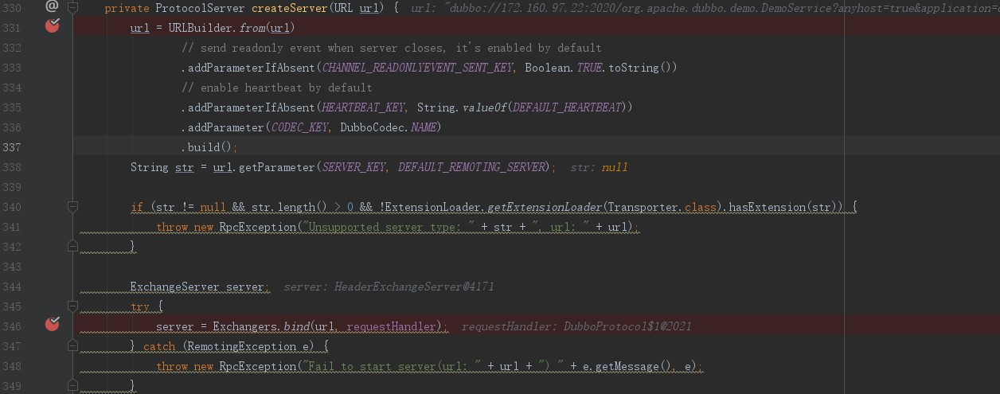 330 @ private ProtocolServer createServer(URL url) { url: "dubbo://172.160.97.22:2020/org.apache.dubbo.demo.DemoService?anyhost=true&application=
331 url = URLBuilder.from(url)
332 // send readonly event when server closes, it's enabled by default
333 .addParameterIfAbsent(CHANNEL_READONLYEVENT_SENT_KEY, Boolean.TRUE.toString())
334 // enable heartbeat by default
335 .addParameterIfAbsent(HEARTBEAT_KEY, String.valueOf(DEFAULT_HEARTBEAT))
336 .addParameter(CODEC_KEY, DubboCodec.NAME)
337 .build();
338 String str = url.getParameter(SERVER_KEY, DEFAULT_REMOTING_SERVER); str: null
339
340 if (str != null && str.length() > 0 && !ExtensionLoader.getExtensionLoader(Transporter.class).hasExtension(str)) {
341 throw new RpcException("Unsupported server type: " + str + ", url: " + url);
342 }
343
344 ExchangeServer server; server: HeaderExchangeServer@4171
345 try {
346 server = Exchangers.bind(url, requestHandler); requestHandler: DubboProtocol$1@2021
347 } catch (RemotingException e) {
348 throw new RpcException("Fail to start server(url: " + url + ") " + e.getMessage(), e);
349 }